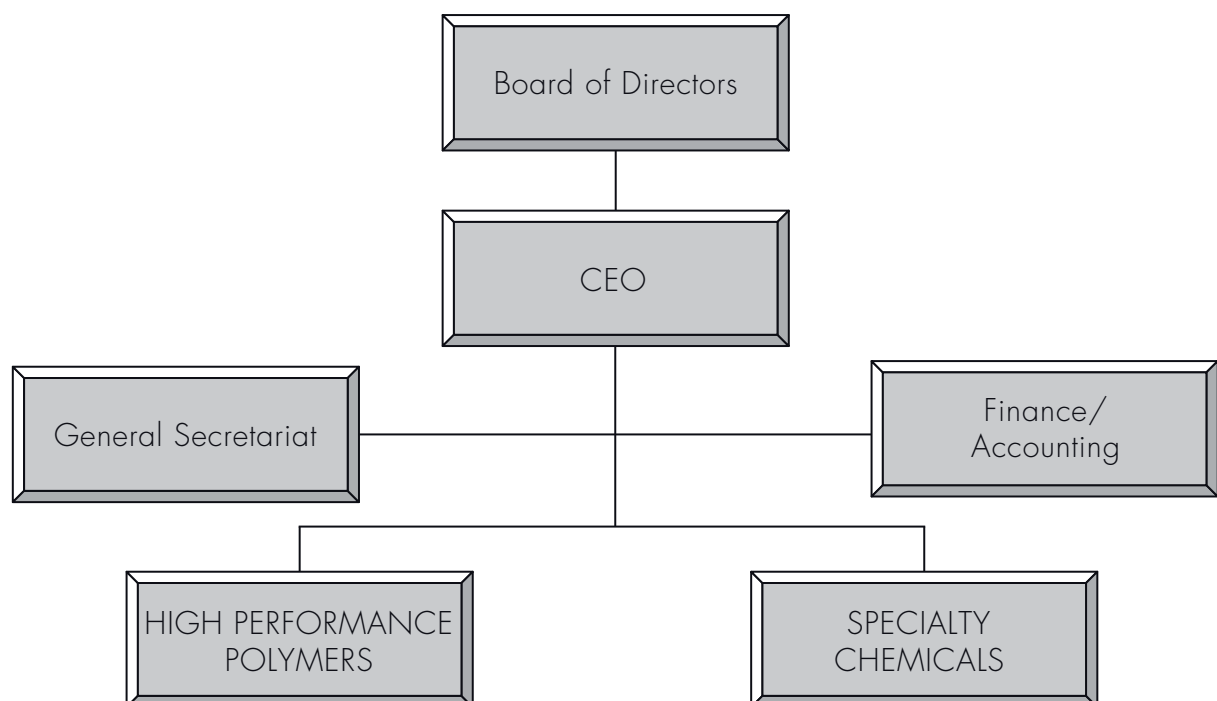 Board of Directors
CEO
General Secretariat
Finance/
Accounting
HIGH PERFORMANCE
POLYMERS
SPECIALTY
CHEMICALS